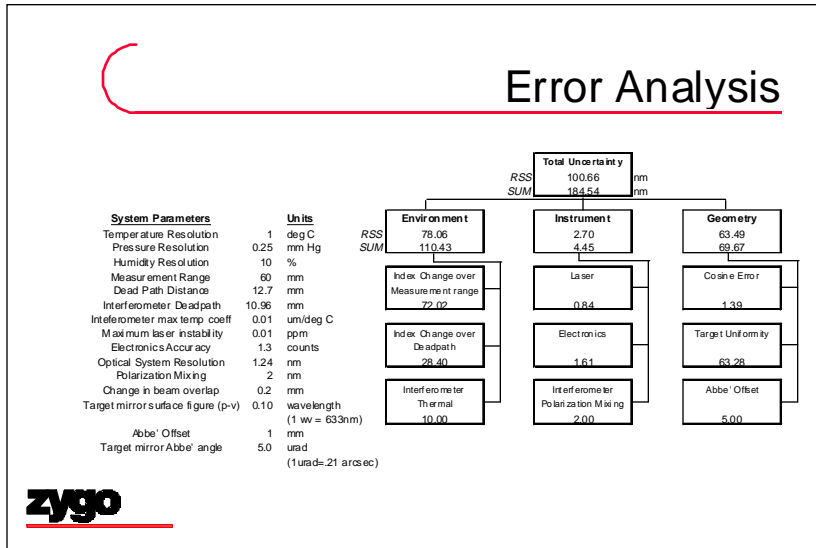 Error Analysis
Total Uncertainty
RSS 100.66 nm
SUM 184.54 nm
System Parameters Units
Temperature Resolution 1 deg C
Pressure Resolution 0.25 mm Hg
Humidity Resolution 10 %
Measurement Range 60 mm
Dead Path Distance 12.7 mm
Interferometer Deadpath 10.96 mm
Inteferometer max temp coeff 0.01 um/deg C
Maximum laser instability 0.01 ppm
Electronics Accuracy 1.3 counts
Optical System Resolution 1.24 nm
Polarization Mixing 2 nm
Change in beam overlap 0.2 mm
Target mirror surface figure (p-v) 0.10 wavelength
(1 wv = 633nm)
Abbe' Offset 1 mm
Target mirror Abbe' angle 5.0 urad
(1urad=.21 arcsec)
Environment
RSS 78.06
SUM 110.43
Index Change over
Measurement range
72.02
Index Change over
Deadpath
28.40
Interferometer
Thermal
10.00
Instrument
2.70
4.45
Laser
0.84
Electronics
1.61
Interferometer
Polarization Mixing
2.00
Geometry
63.49
69.67
Cosine Error
1.39
Target Uniformity
63.28
Abbe' Offset
5.00
zygo